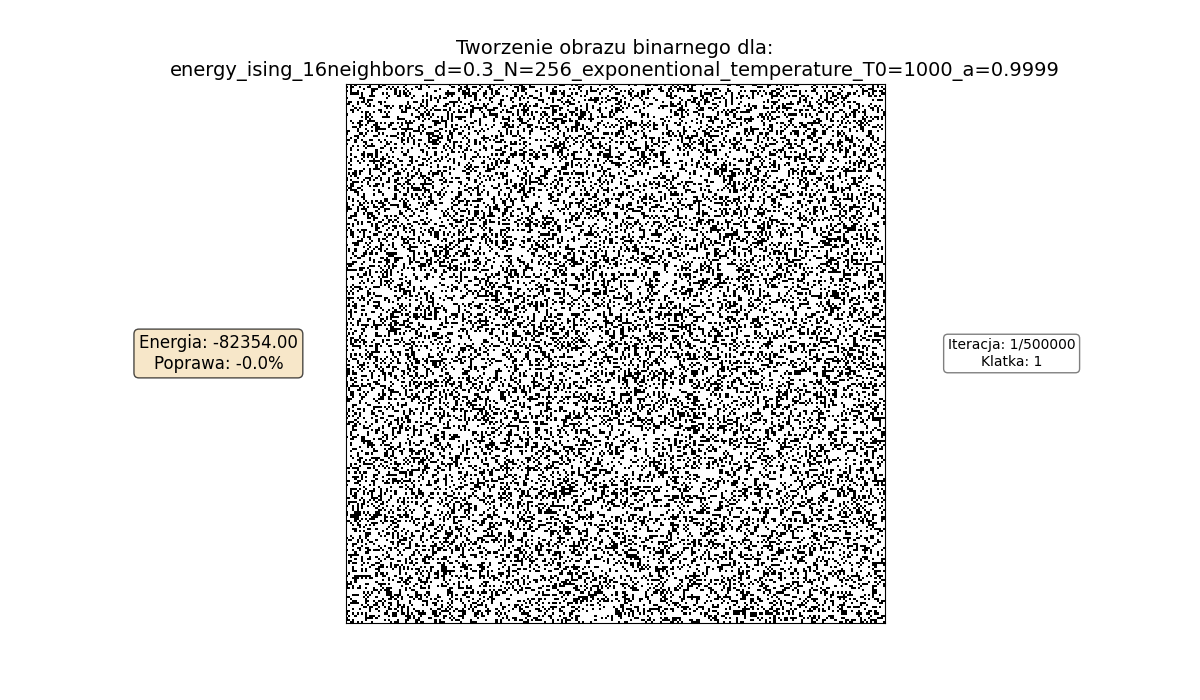 Tworzenie obrazu binarnego dla:
energy_ising_16neighbors_d=0.3_N=256_exponentional_temperature_T0=1000_a=0.9999
Energia: -82354.00
Poprawa: -0.0%
Iteracja: 1/500000
Klatka: 1